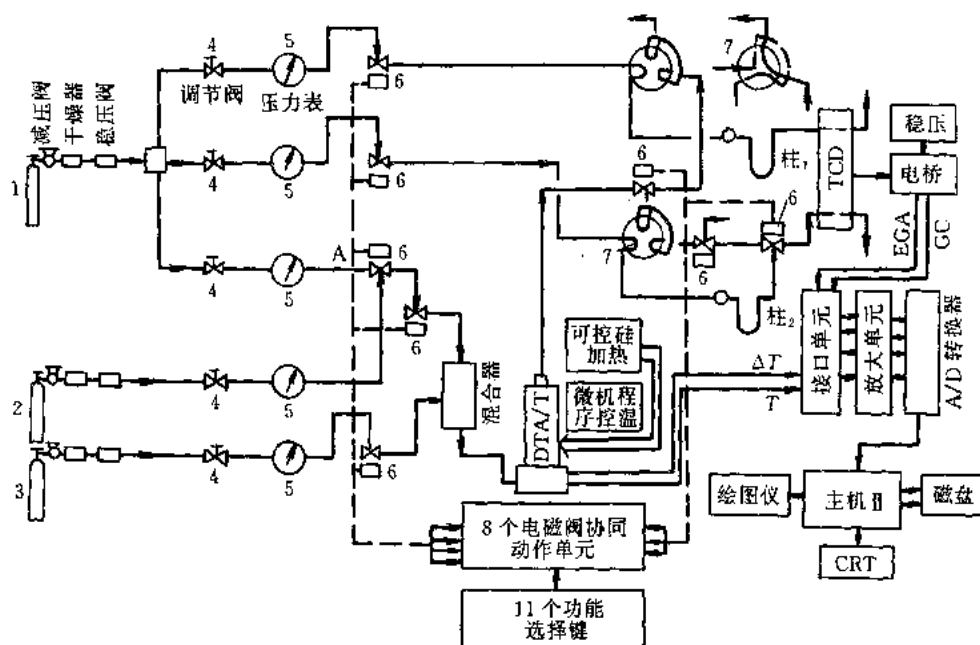 减压阀
干燥器
稳压阀
1
4
调节阀
5
压力表
6
4
5
6
4
5
A
6
6
2
4
5
3
4
5
6
混合器
7
柱₁
TCD
稳压
电桥
EGA
GC
6
7
6
6
柱₂
可控硅
加热
微机程
序控温
DTA/T
ΔT
T
接口单元
放大单元
A/D转换器
绘图仪
主机Ⅱ
磁盘
CRT
8个电磁阀协同
动作单元
11个功能
选择键